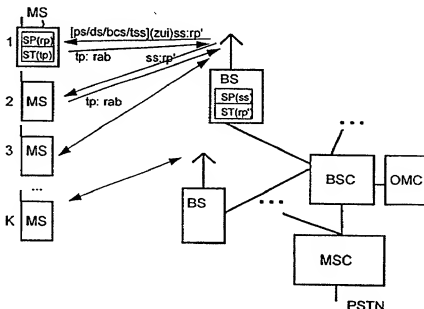 MS
1
SP(rp)
ST(tp)
[ps/ds/bcs/tss](zui)ss:rp'
tp: rab
ss:rp'
2
MS
tp: rab
BS
SP(ss)
ST(rp')
3
MS
...
...
BSC
OMC
K
MS
BS
...
MSC
PSTN